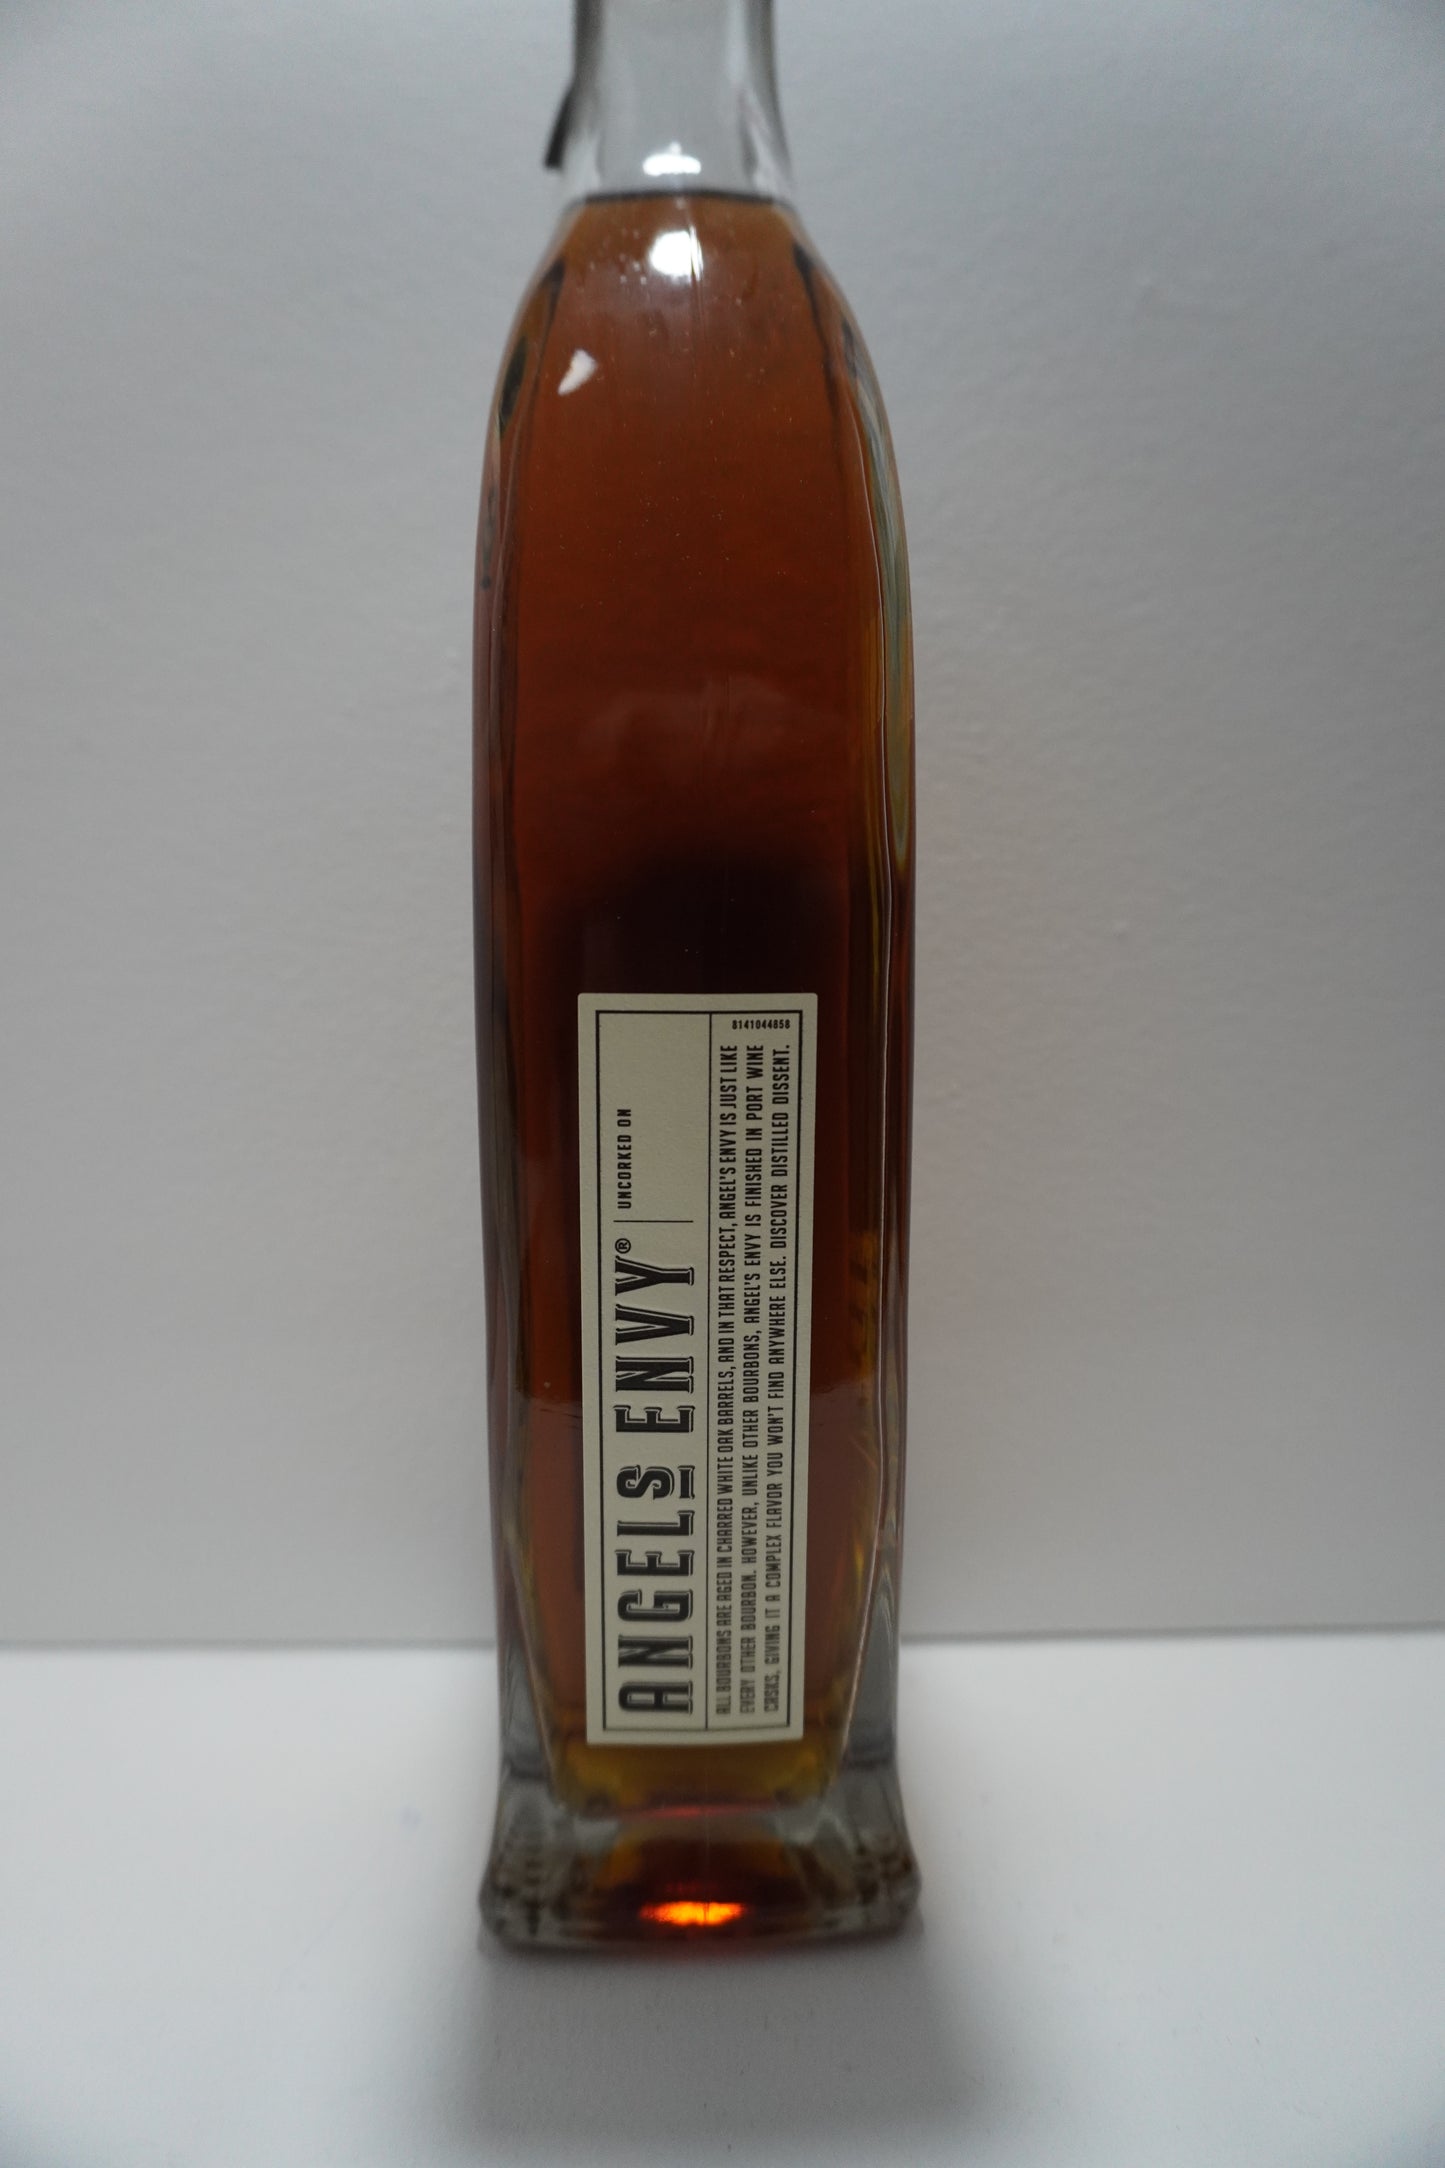 ANGEL'S ENVY®
UNCORKED ON
ALL BOURBONS ARE AGED IN CHARRED WHITE OAK BARRELS, AND IN THAT RESPECT, ANGEL'S ENVY IS JUST LIKE
EVERY OTHER BOURBON. HOWEVER, UNLIKE OTHER BOURBONS, ANGEL'S ENVY IS FINISHED IN PORT WINE
CASKS, GIVING IT A COMPLEX FLAVOR YOU WON'T FIND ANYWHERE ELSE. DISCOVER DISTILLED DISSENT.
8141044858